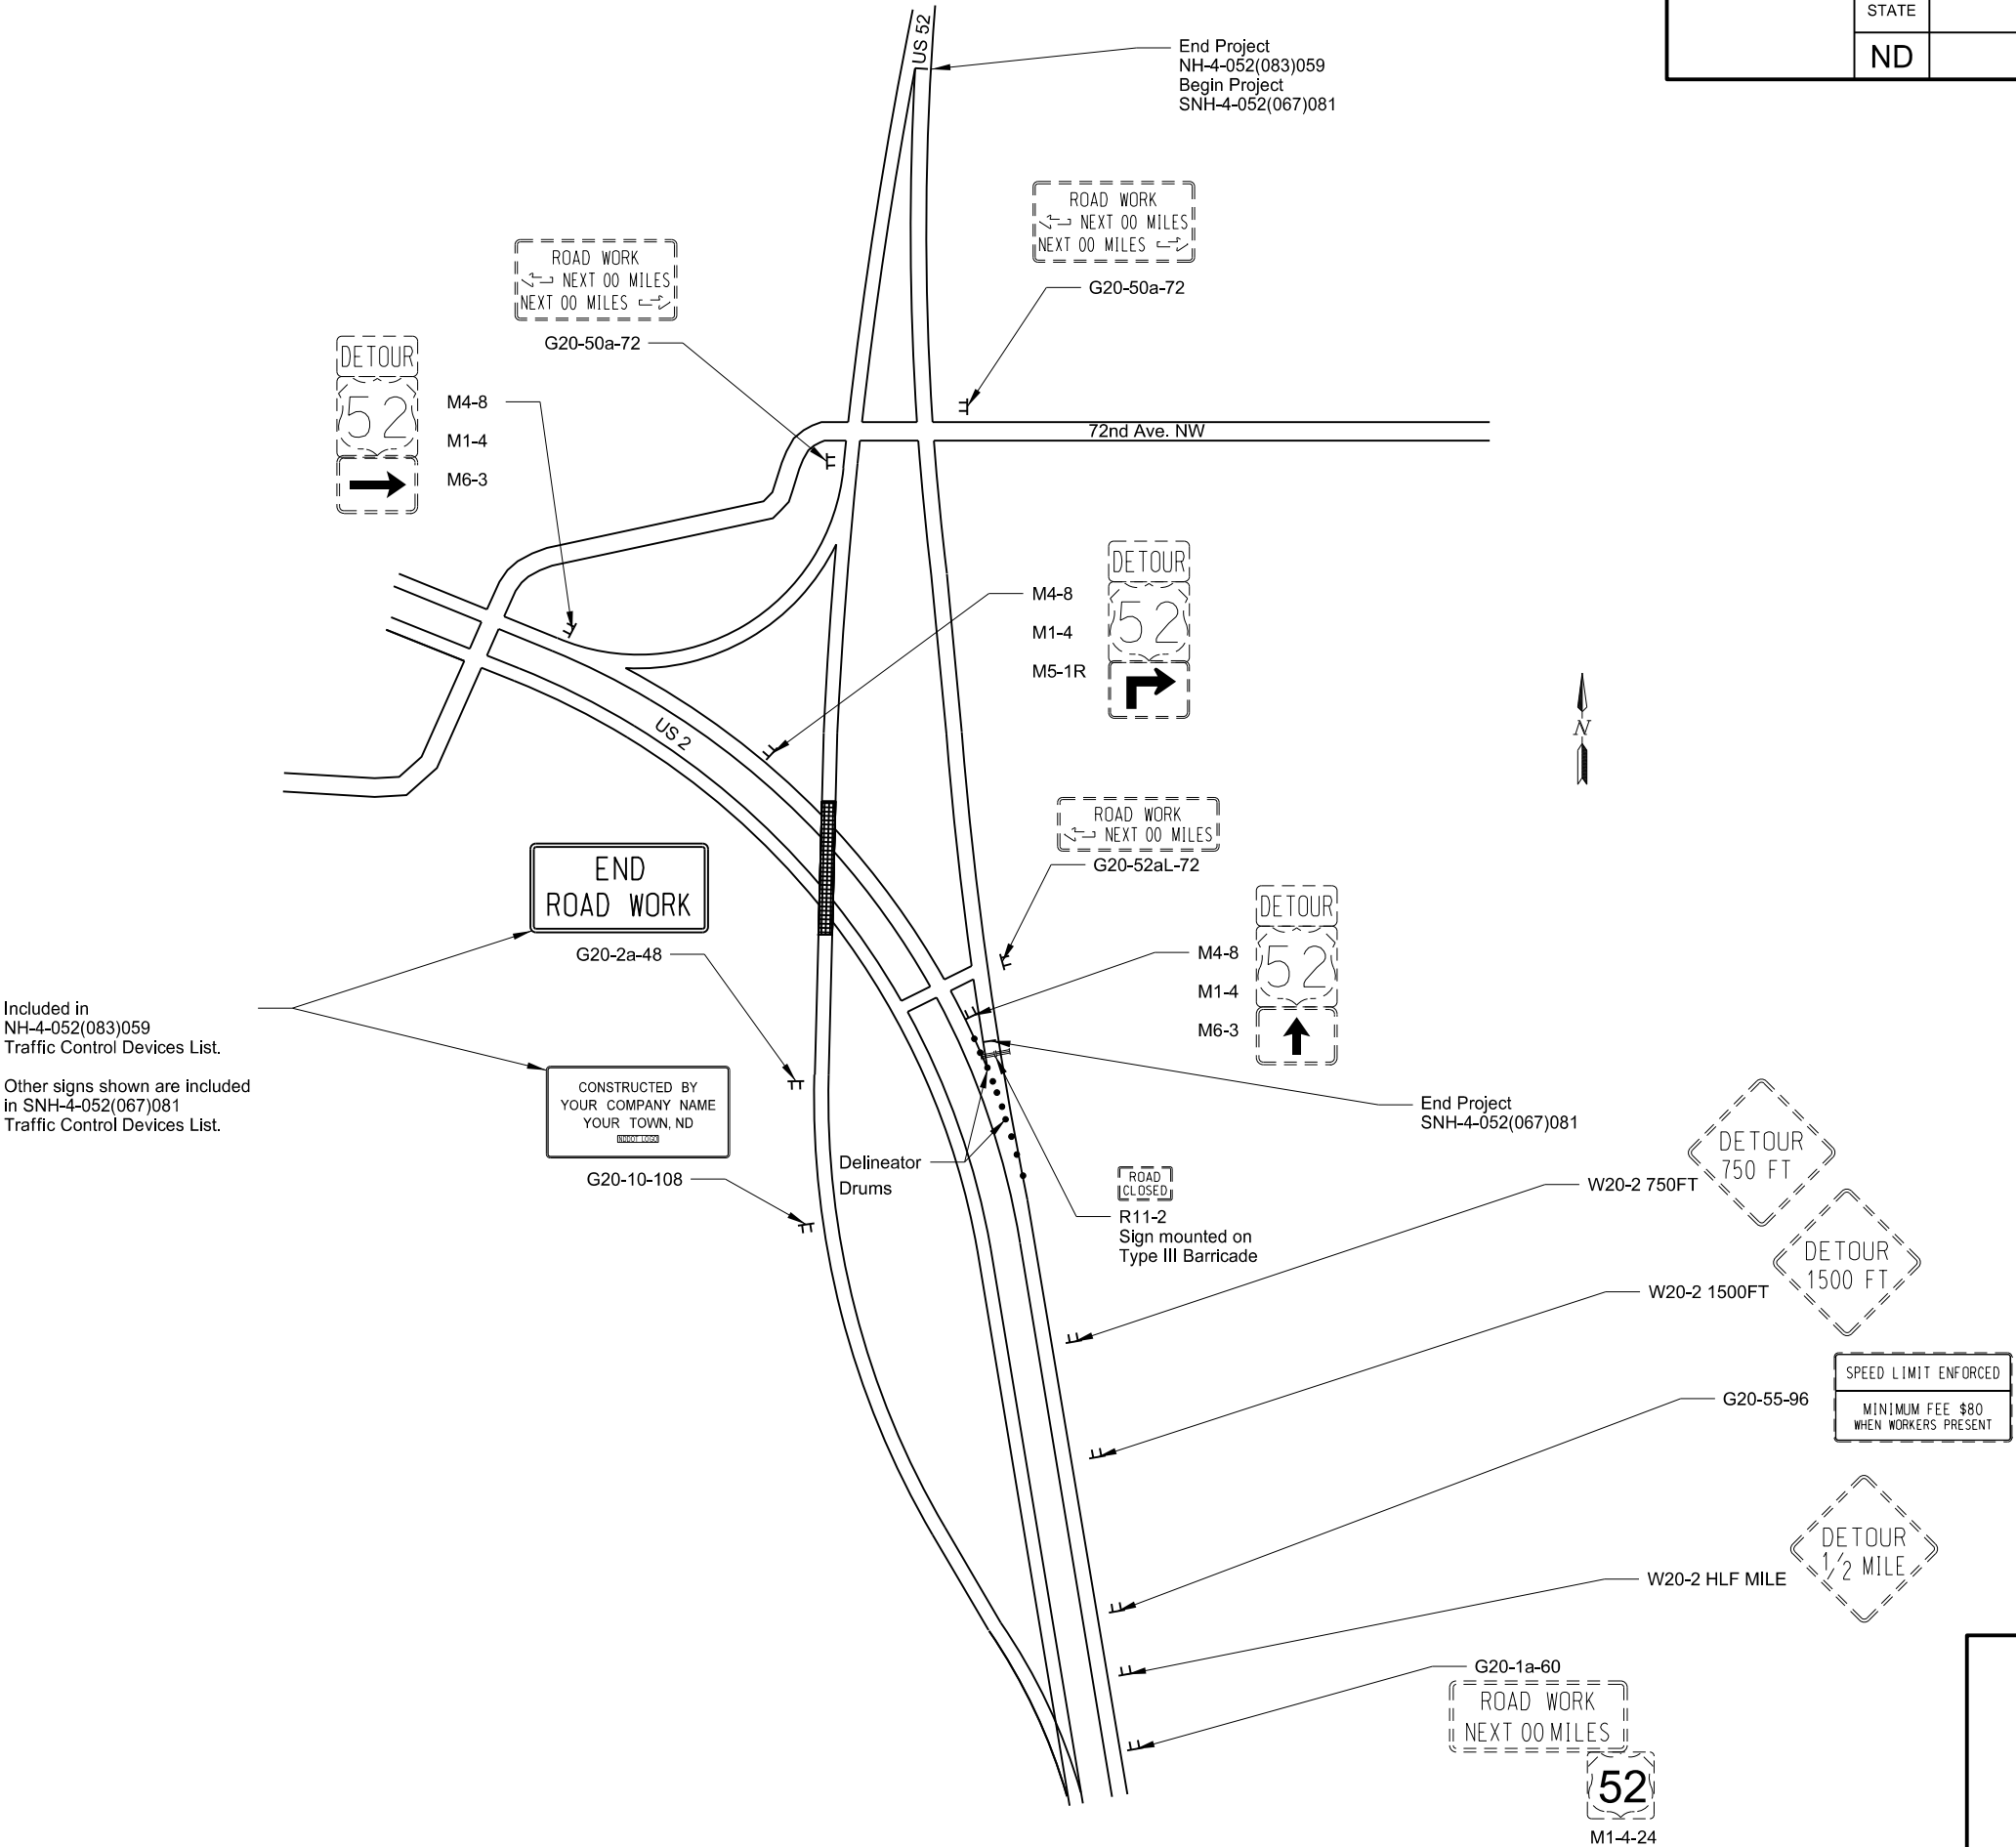 STATE
ND
US 52
End Project
NH-4-052(083)059
Begin Project
SNH-4-052(067)081
ROAD WORK
NEXT 00 MILES
NEXT 00 MILES
G20-50a-72
ROAD WORK
NEXT 00 MILES
NEXT 00 MILES
G20-50a-72
DETOUR
52
M4-8
M1-4
M6-3
72nd Ave. NW
M4-8
M1-4
M5-1R
DETOUR
52
US 2
N
ROAD WORK
NEXT 00 MILES
G20-52aL-72
END
ROAD WORK
G20-2a-48
M4-8
M1-4
M6-3
DETOUR
52
Included in
NH-4-052(083)059
Traffic Control Devices List.
Other signs shown are included
in SNH-4-052(067)081
Traffic Control Devices List.
CONSTRUCTED BY
YOUR COMPANY NAME
YOUR TOWN, ND
NDDOT LOGO
G20-10-108
Delineator
Drums
End Project
SNH-4-052(067)081
ROAD
CLOSED
R11-2
Sign mounted on
Type III Barricade
W20-2 750FT
DETOUR
750 FT
W20-2 1500FT
DETOUR
1500 FT
G20-55-96
SPEED LIMIT ENFORCED
MINIMUM FEE $80
WHEN WORKERS PRESENT
W20-2 HLF MILE
DETOUR
1/2 MILE
G20-1a-60
ROAD WORK
NEXT 00 MILES
52
M1-4-24